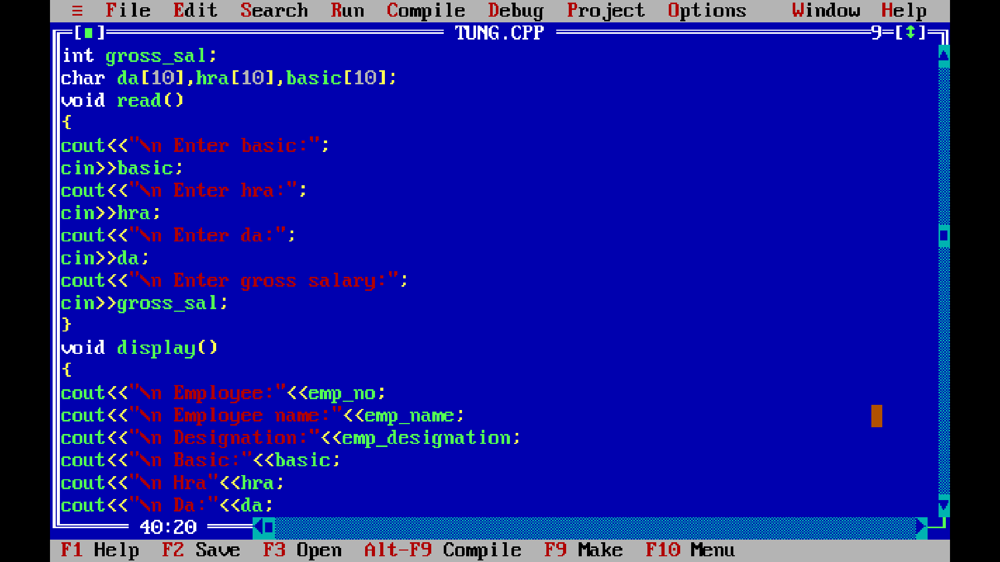 ≡ File Edit Search Run Compile Debug Project Options Window Help
[■] TUNG.CPP 9=[↕]
int gross_sal;
char da[10],hra[10],basic[10];
void read()
{
cout<<"\n Enter basic:";
cin>>basic;
cout<<"\n Enter hra:";
cin>>hra;
cout<<"\n Enter da:";
cin>>da;
cout<<"\n Enter gross salary:";
cin>>gross_sal;
}
void display()
{
cout<<"\n Employee:"<<emp_no;
cout<<"\n Employee name:"<<emp_name;
cout<<"\n Designation:"<<emp_designation;
cout<<"\n Basic:"<<basic;
cout<<"\n Hra"<<hra;
cout<<"\n Da:"<<da;
40:20
F1 Help F2 Save F3 Open Alt-F9 Compile F9 Make F10 Menu